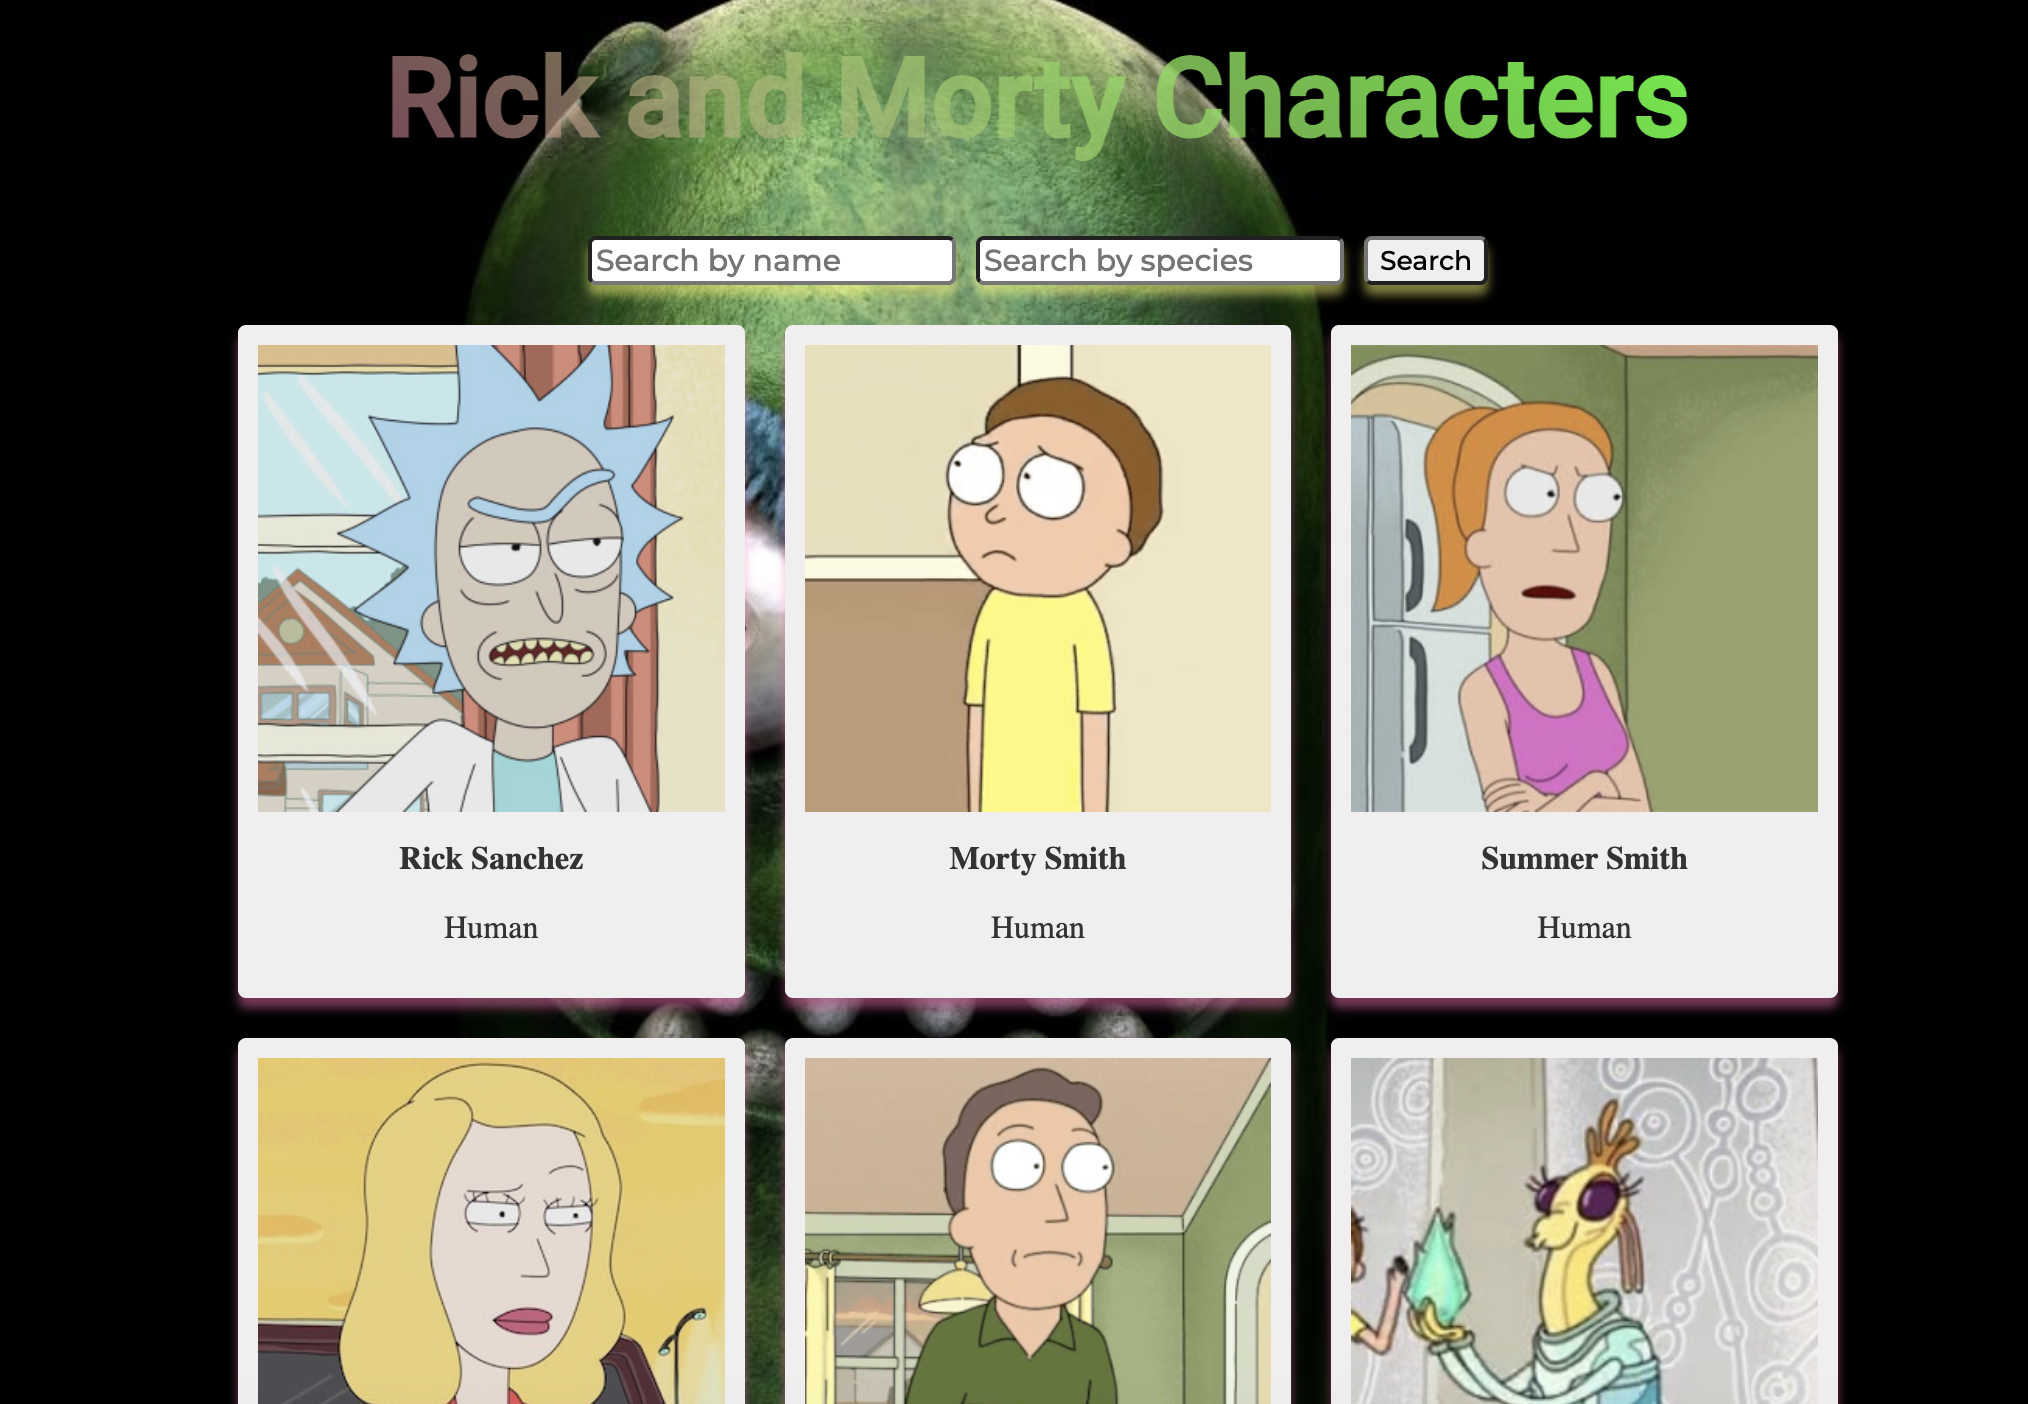 Rick and Morty Characters
Search by name
Search by species
Search
Rick Sanchez
Human
Morty Smith
Human
Summer Smith
Human